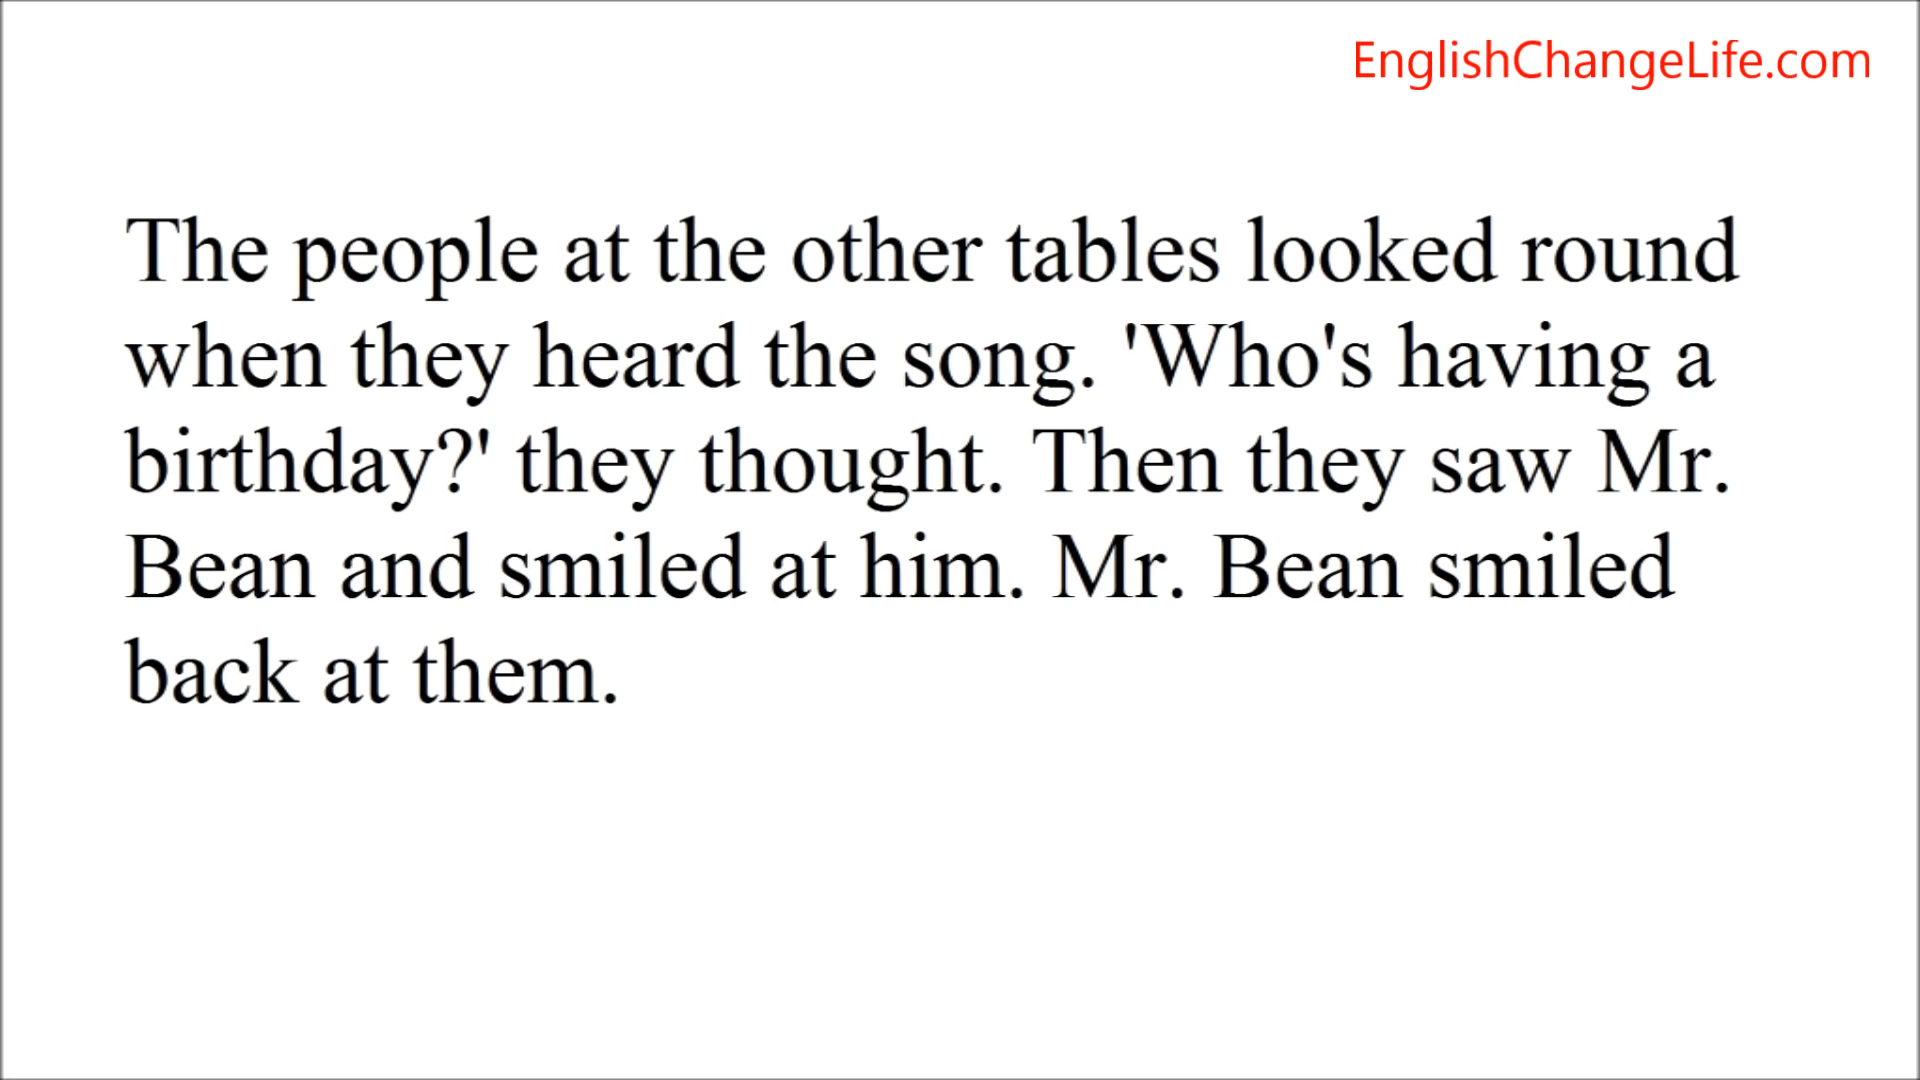 EnglishChangeLife.com
The people at the other tables looked round
when they heard the song. 'Who's having a
birthday?' they thought. Then they saw Mr.
Bean and smiled at him. Mr. Bean smiled
back at them.